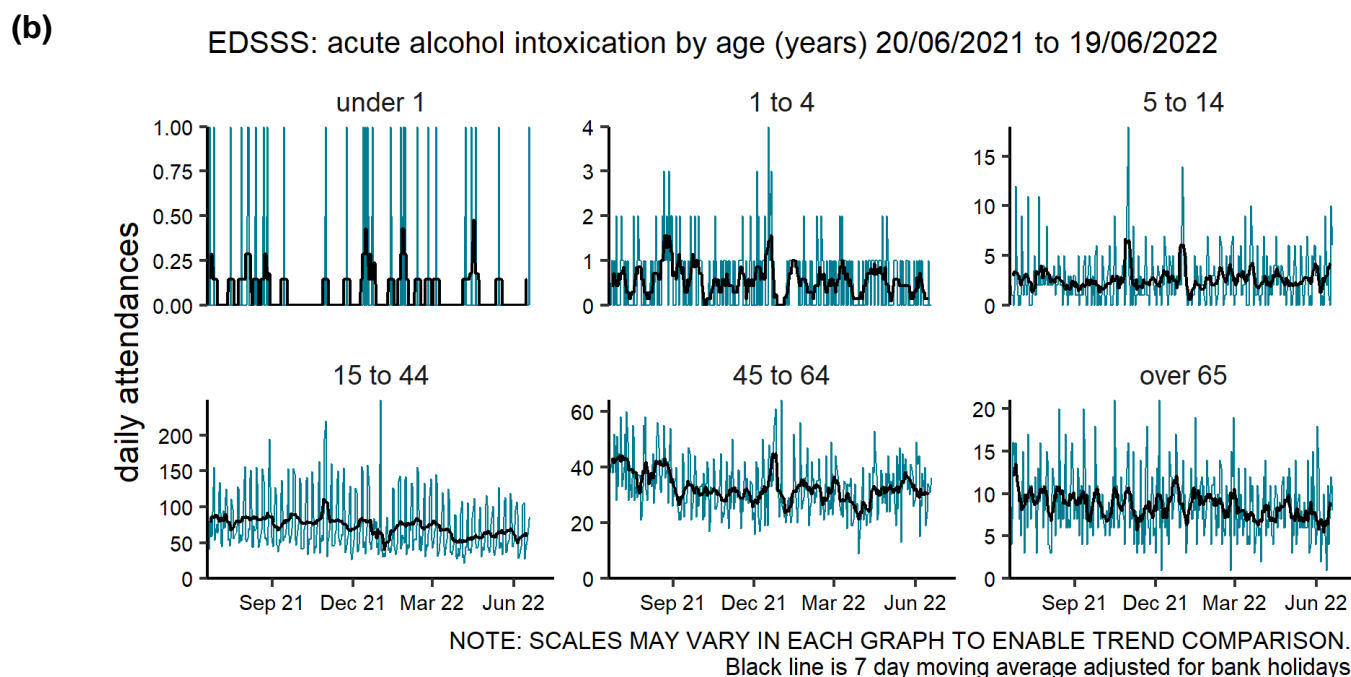 (b)
EDSSS: acute alcohol intoxication by age (years) 20/06/2021 to 19/06/2022
daily attendances
under 1
1.00
0.75
0.50
0.25
0.00
1 to 4
4
3
2
1
0
5 to 14
15
10
5
0
15 to 44
200
150
100
50
0
Sep 21 Dec 21 Mar 22 Jun 22
45 to 64
60
40
20
0
Sep 21 Dec 21 Mar 22 Jun 22
over 65
20
15
10
5
0
Sep 21 Dec 21 Mar 22 Jun 22
NOTE: SCALES MAY VARY IN EACH GRAPH TO ENABLE TREND COMPARISON.
Black line is 7 day moving average adjusted for bank holidays